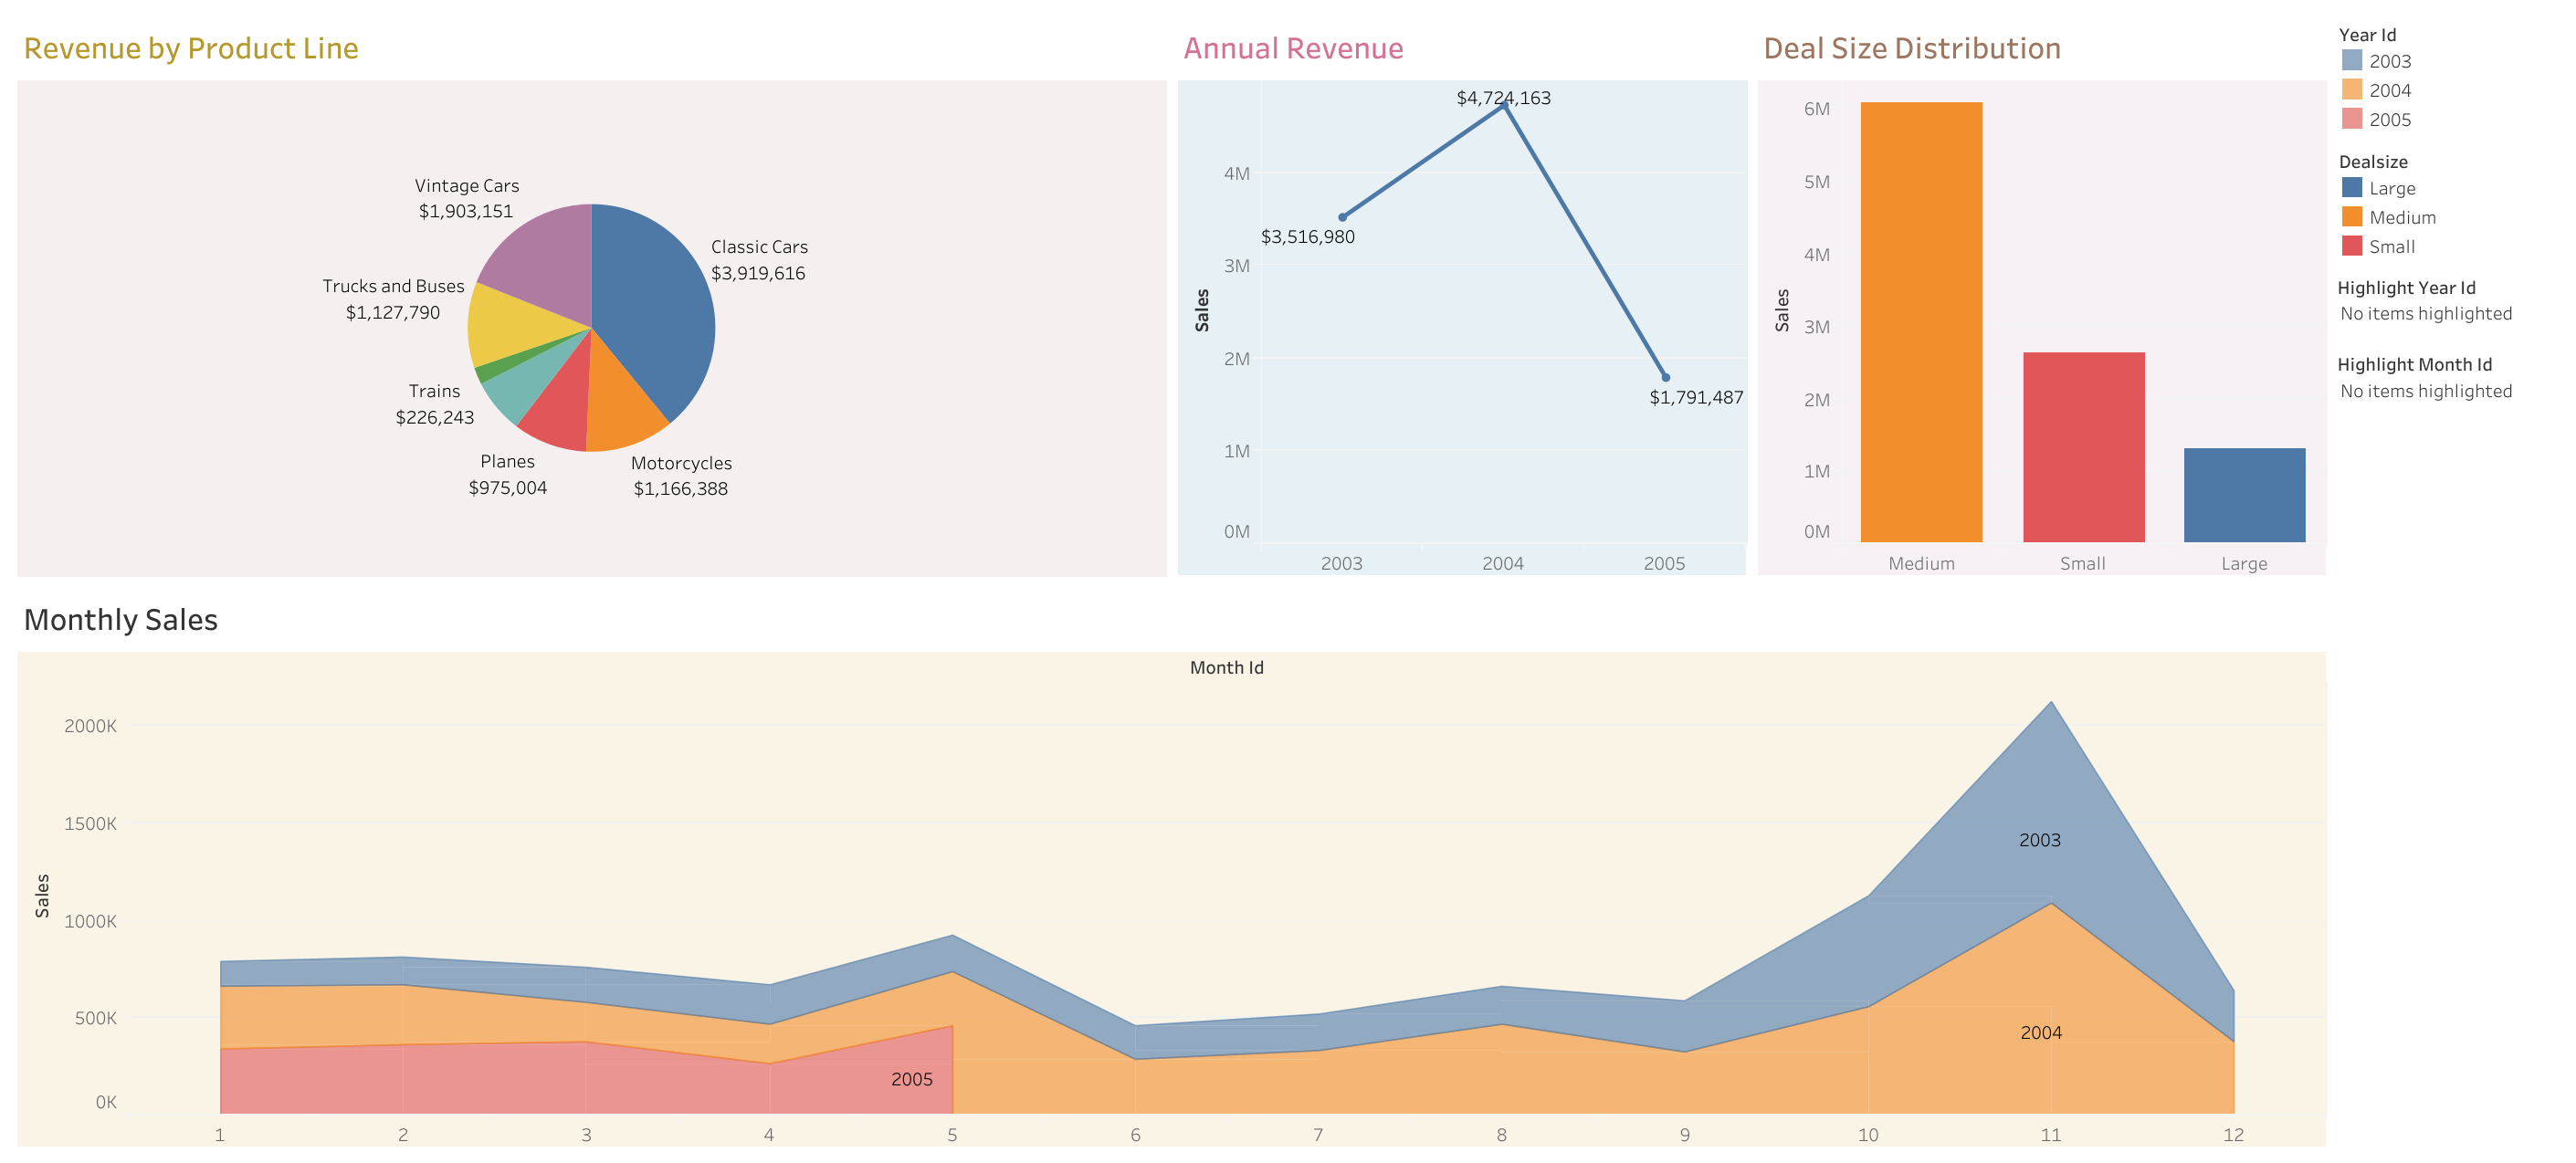 Revenue by Product Line
Vintage Cars
$1,903,151
Classic Cars
$3,919,616
Trucks and Buses
$1,127,790
Trains
$226,243
Planes
$975,004
Motorcycles
$1,166,388
Annual Revenue
$4,724,163
$3,516,980
$1,791,487
4M
3M
2M
1M
0M
Sales
2003
2004
2005
Deal Size Distribution
6M
5M
4M
3M
2M
1M
0M
Sales
Medium
Small
Large
Year Id
2003
2004
2005
Dealsize
Large
Medium
Small
Highlight Year Id
No items highlighted
Highlight Month Id
No items highlighted
Monthly Sales
Month Id
2000K
1500K
1000K
500K
0K
Sales
2003
2004
2005
1
2
3
4
5
6
7
8
9
10
11
12